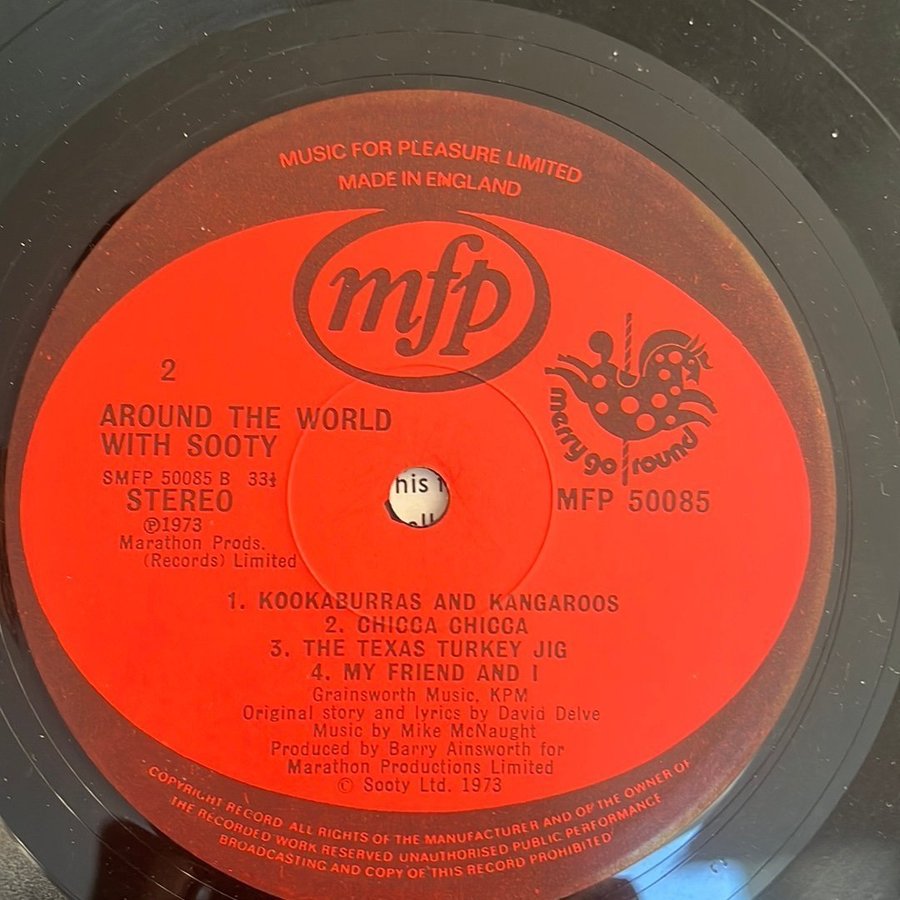 MUSIC FOR PLEASURE LIMITED
MADE IN ENGLAND
mfp
merry go round
2
AROUND THE WORLD
WITH SOOTY
SMFP 50085 B 33⅓
STEREO
MFP 50085
℗1973
Marathon Prods.
(Records) Limited
his
1. KOOKABURRAS AND KANGAROOS
2. CHICCA CHICCA
3. THE TEXAS TURKEY JIG
4. MY FRIEND AND I
Grainsworth Music, KPM
Original story and lyrics by David Delve
Music by Mike McNaught
Produced by Barry Ainsworth for
Marathon Productions Limited
© Sooty Ltd. 1973
COPYRIGHT RECORD ALL RIGHTS OF THE MANUFACTURER AND OF THE OWNER OF
THE RECORDED WORK RESERVED UNAUTHORISED PUBLIC PERFORMANCE
BROADCASTING AND COPY OF THIS RECORD PROHIBITED